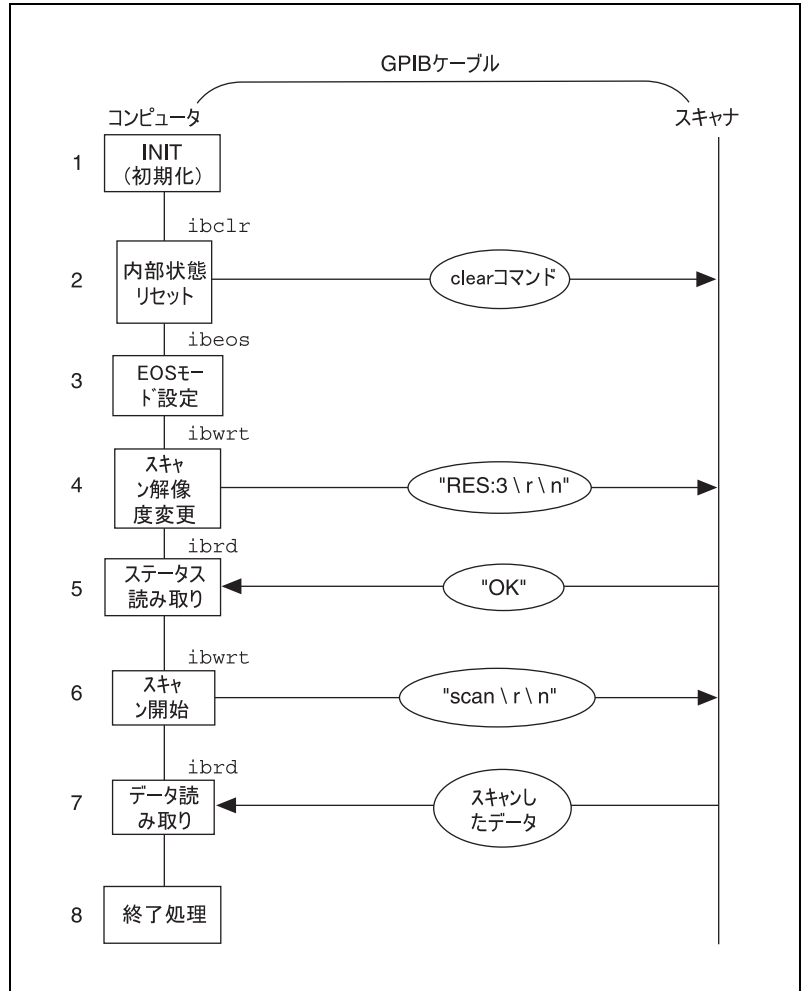 GPIBケーブル
コンピュータ
スキャナ
1
INIT
(初期化)
ibclr
2
内部状態
リセット
clearコマンド
ibeos
3
EOSモー
ド設定
ibwrt
4
スキャ
ン解像
度変更
"RES:3 \ r \ n"
ibrd
5
ステータス
読み取り
"OK"
ibwrt
6
スキャ
ン開始
"scan \ r \ n"
ibrd
7
データ読
み取り
スキャンし
たデータ
8
終了処理